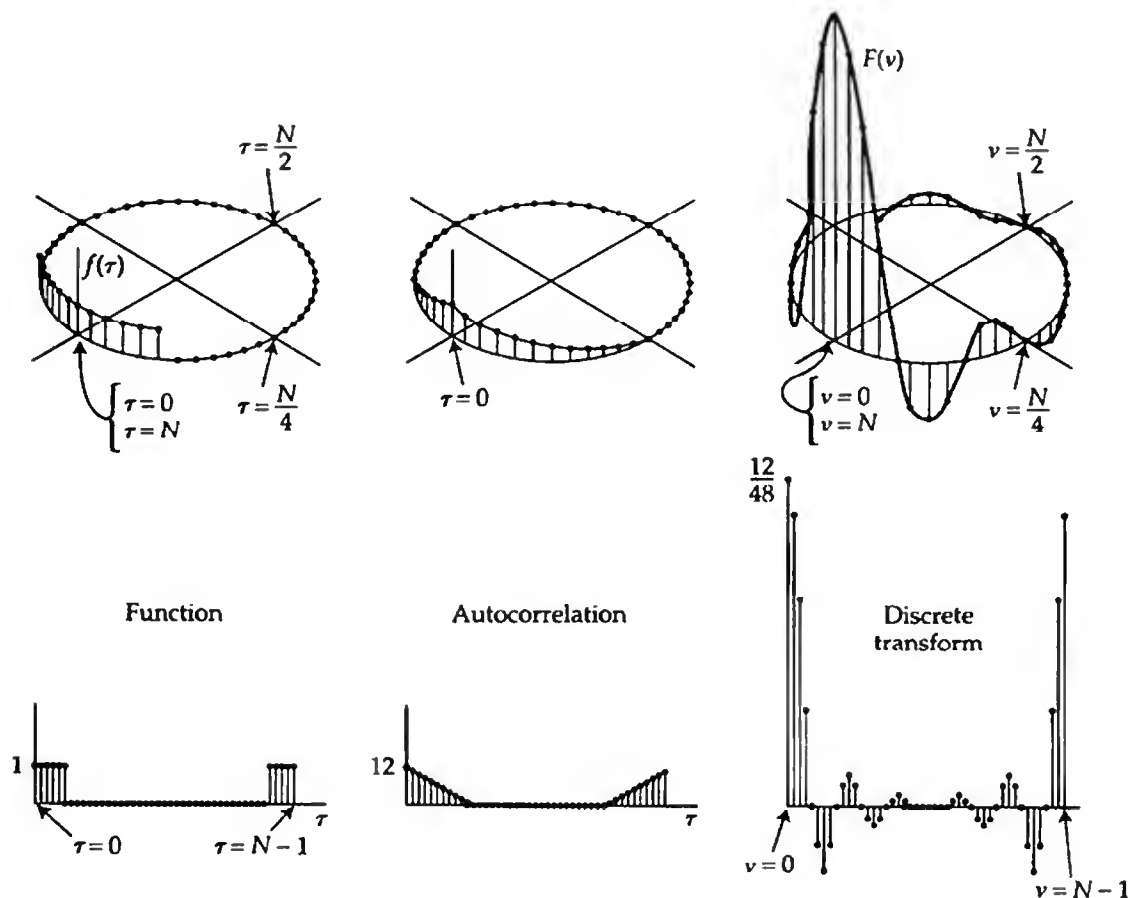 F(ν)
τ = N/2
ν = N/2
f(τ)
{ τ = 0
τ = N
τ = N/4
τ = 0
{ ν = 0
ν = N
ν = N/4
12/48
Function
Autocorrelation
Discrete
transform
1
τ
τ = 0
τ = N − 1
12
τ
ν = 0
ν = N − 1